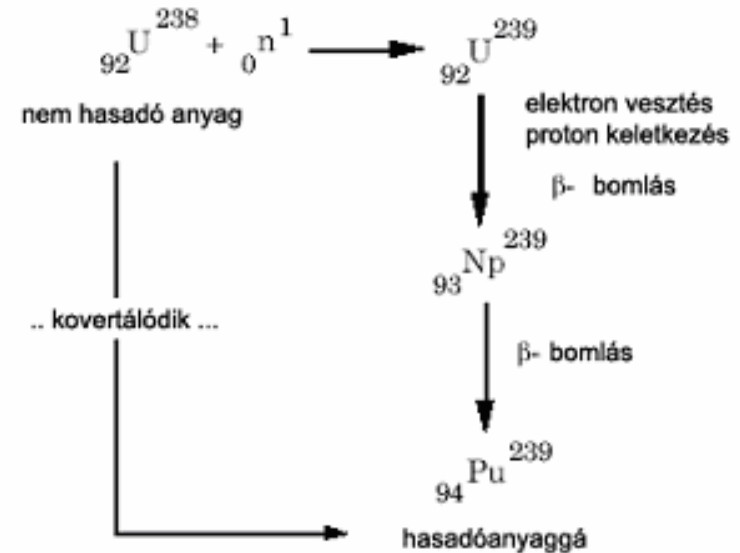 ₉₂U²³⁸ + ₀n¹ ⟶ ₉₂U²³⁹
nem hasadó anyag
elektron vesztés
proton keletkezés
β- bomlás
₉₃Np²³⁹
.. kovertálódik ...
β- bomlás
₉₄Pu²³⁹
hasadóanyaggá